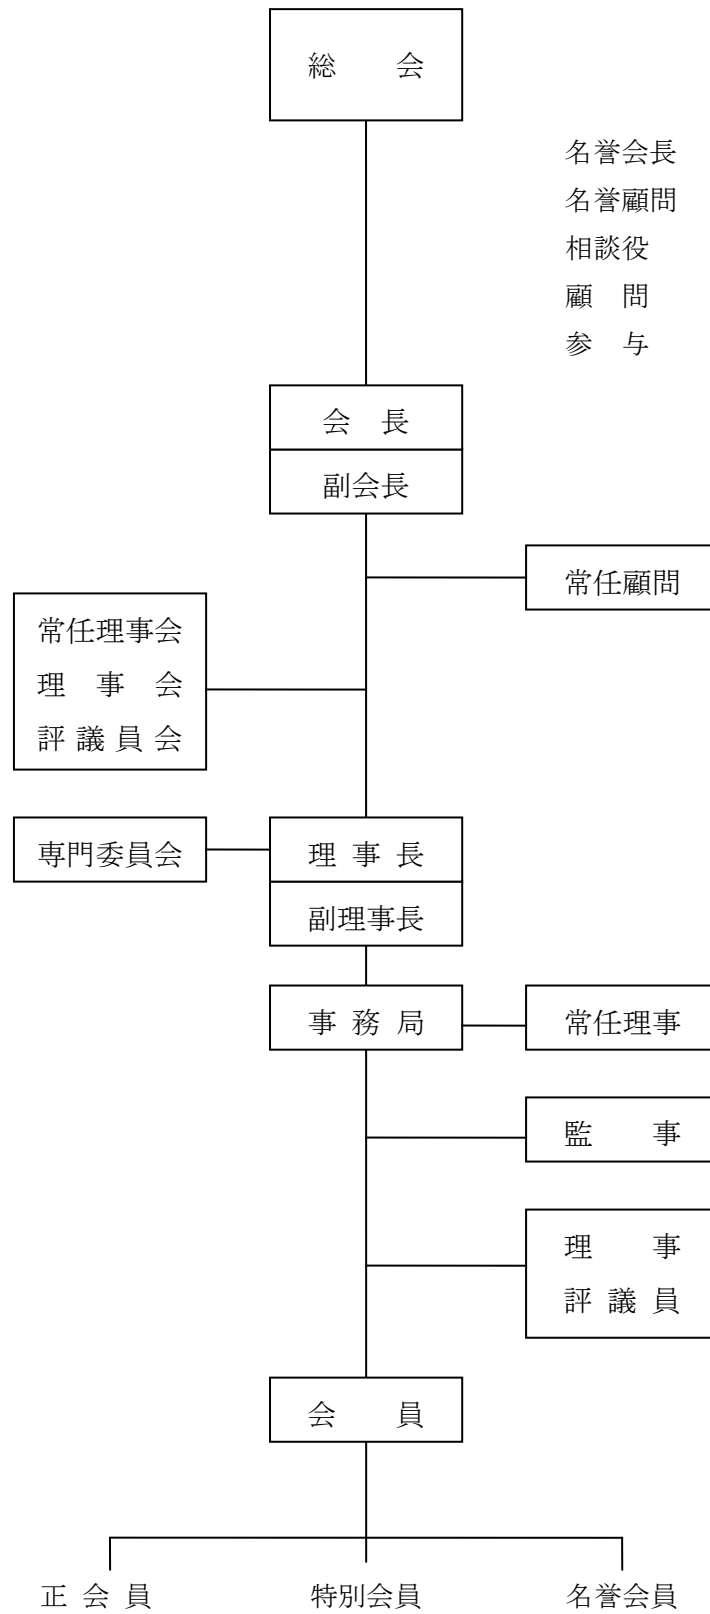 総　　会
名誉会長
名誉顧問
相談役
顧　問
参　与
会　長
副会長
常任顧問
常任理事会
理　事　会
評 議 員 会
専門委員会
理 事 長
副理事長
事 務 局
常任理事
監　　事
理　　事
評 議 員
会　　員
正 会 員
特別会員
名誉会員